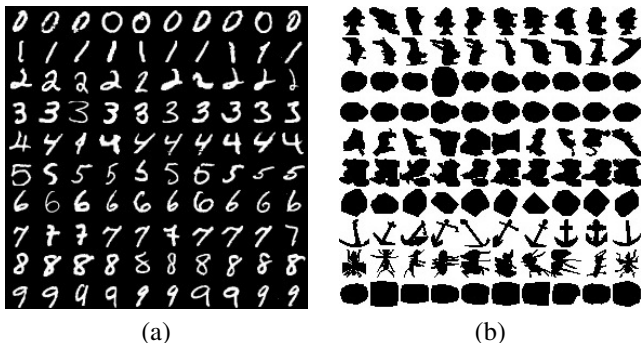 0 0 0 0 0 0 0 0 0 0
1 1 1 1 1 1 1 1 1 1
2 2 2 2 2 2 2 2 2 2
3 3 3 3 3 3 3 3 3 3
4 4 4 4 4 4 4 4 4 4
5 5 5 5 5 5 5 5 5 5
6 6 6 6 6 6 6 6 6 6
7 7 7 7 7 7 7 7 7 7
8 8 8 8 8 8 8 8 8 8
9 9 9 9 9 9 9 9 9 9
(a) (b)